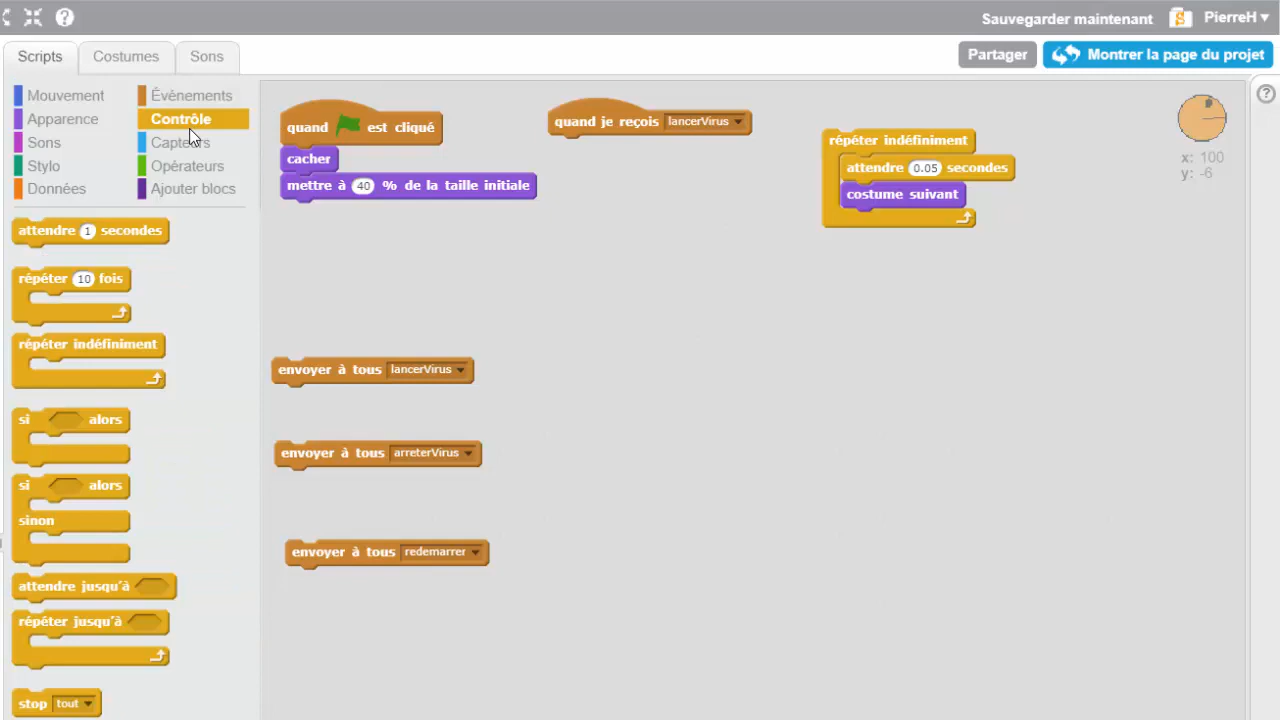 Sauvegarder maintenant PierreH
Scripts Costumes Sons
Partager Montrer la page du projet
Mouvement
Apparence
Sons
Stylo
Données
Événements
Contrôle
Capteurs
Opérateurs
Ajouter blocs
attendre 1 secondes
répéter 10 fois
répéter indéfiniment
si alors
si alors
sinon
attendre jusqu'à
répéter jusqu'à
stop tout
quand est cliqué
cacher
mettre à 40 % de la taille initiale
quand je reçois lancerVirus
répéter indéfiniment
attendre 0.05 secondes
costume suivant
envoyer à tous lancerVirus
envoyer à tous arreterVirus
envoyer à tous redemarrer
x: 100
y: -6